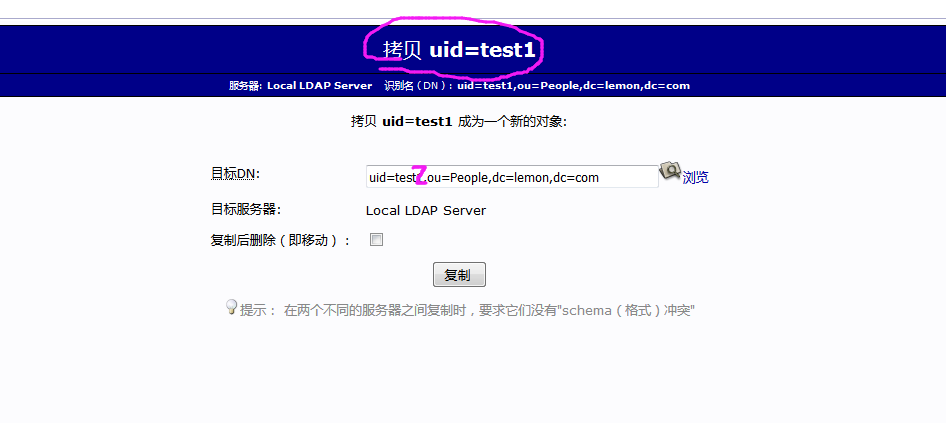 拷贝 uid=test1
服务器: Local LDAP Server 识别名(DN): uid=test1,ou=People,dc=lemon,dc=com
拷贝 uid=test1 成为一个新的对象:
目标DN: uid=test1,ou=People,dc=lemon,dc=com 浏览
7
目标服务器: Local LDAP Server
复制后删除(即移动):
复制
提示: 在两个不同的服务器之间复制时,要求它们没有"schema(格式)冲突"